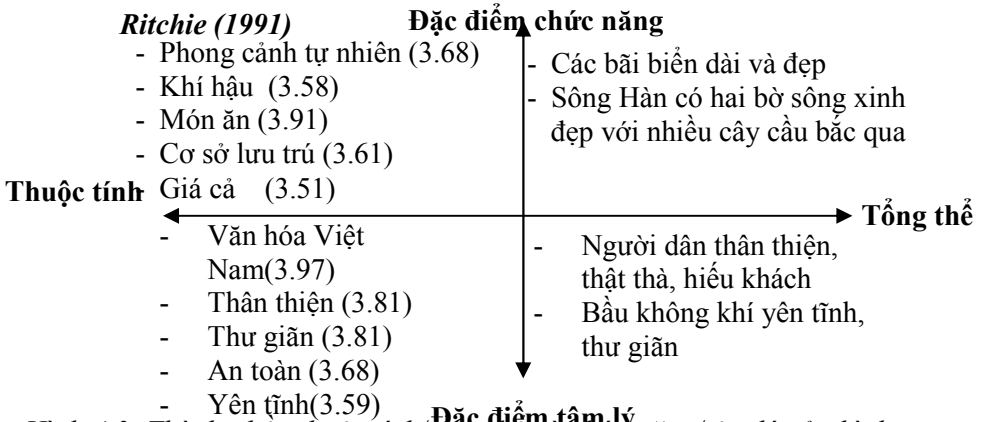 Ritchie (1991)
Đặc điểm chức năng
- Phong cảnh tự nhiên (3.68)
- Khí hậu (3.58)
- Món ăn (3.91)
- Cơ sở lưu trú (3.61)
- Giá cả (3.51)
- Các bãi biển dài và đẹp
- Sông Hàn có hai bờ sông xinh
đẹp với nhiều cây cầu bắc qua
Thuộc tính
Tổng thể
- Văn hóa Việt
Nam(3.97)
- Thân thiện (3.81)
- Thư giãn (3.81)
- An toàn (3.68)
- Yên tĩnh(3.59)
- Người dân thân thiện,
thật thà, hiếu khách
- Bầu không khí yên tĩnh,
thư giãn
Đặc điểm tâm lý